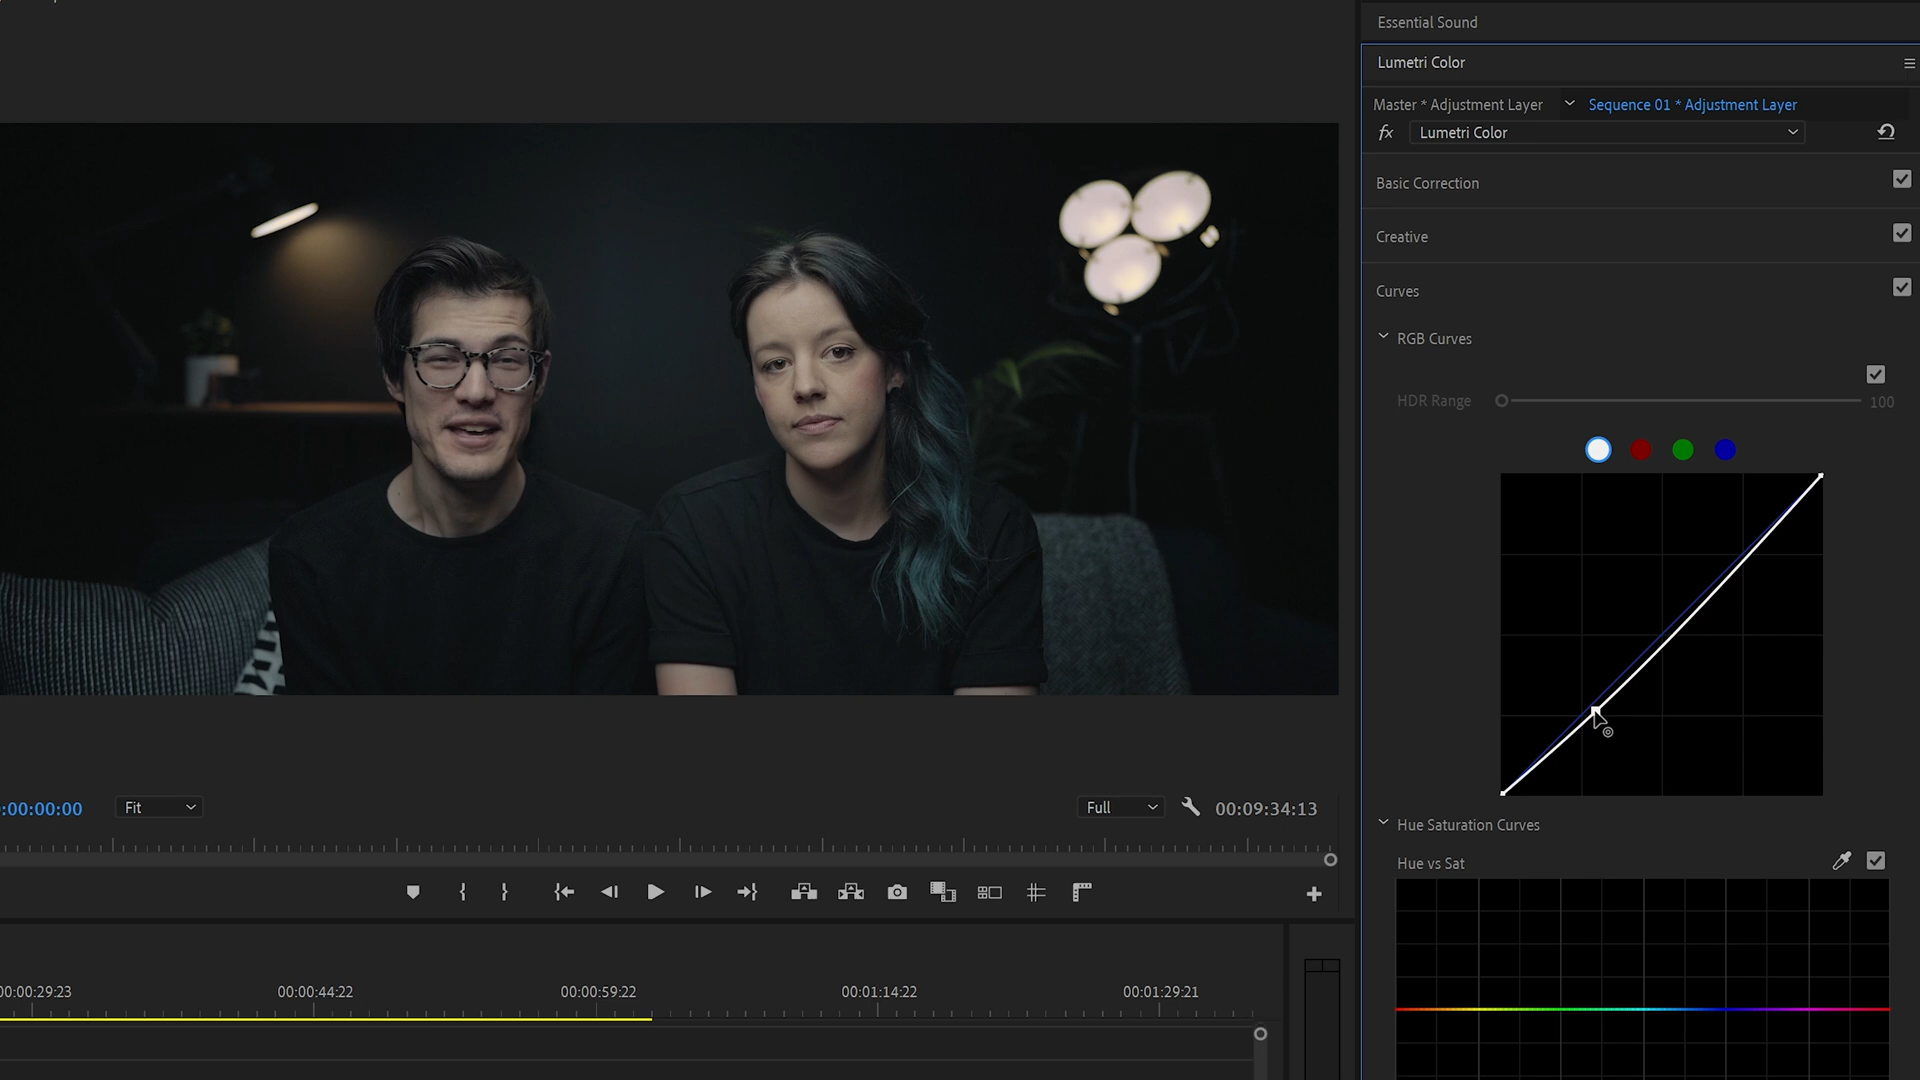 Essential Sound
Lumetri Color
Master * Adjustment Layer
Sequence 01 * Adjustment Layer
fx
Lumetri Color
Basic Correction
Creative
Curves
RGB Curves
HDR Range
100
:00:00:00
Fit
Full
00:09:34:13
Hue Saturation Curves
Hue vs Sat
00:00:29:23
00:00:44:22
00:00:59:22
00:01:14:22
00:01:29:21